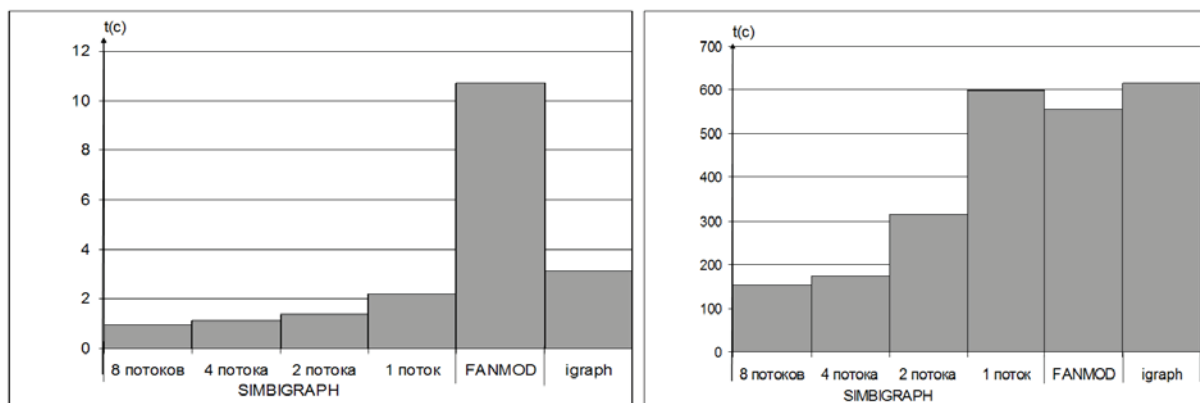 t(c)
12
10
8
6
4
2
0
8 потоков 4 потока 2 потока 1 поток FANMOD igraph
SIMBIGRAPH
t(c)
700
600
500
400
300
200
100
0
8 потоков 4 потока 2 потока 1 поток FANMOD igraph
SIMBIGRAPH